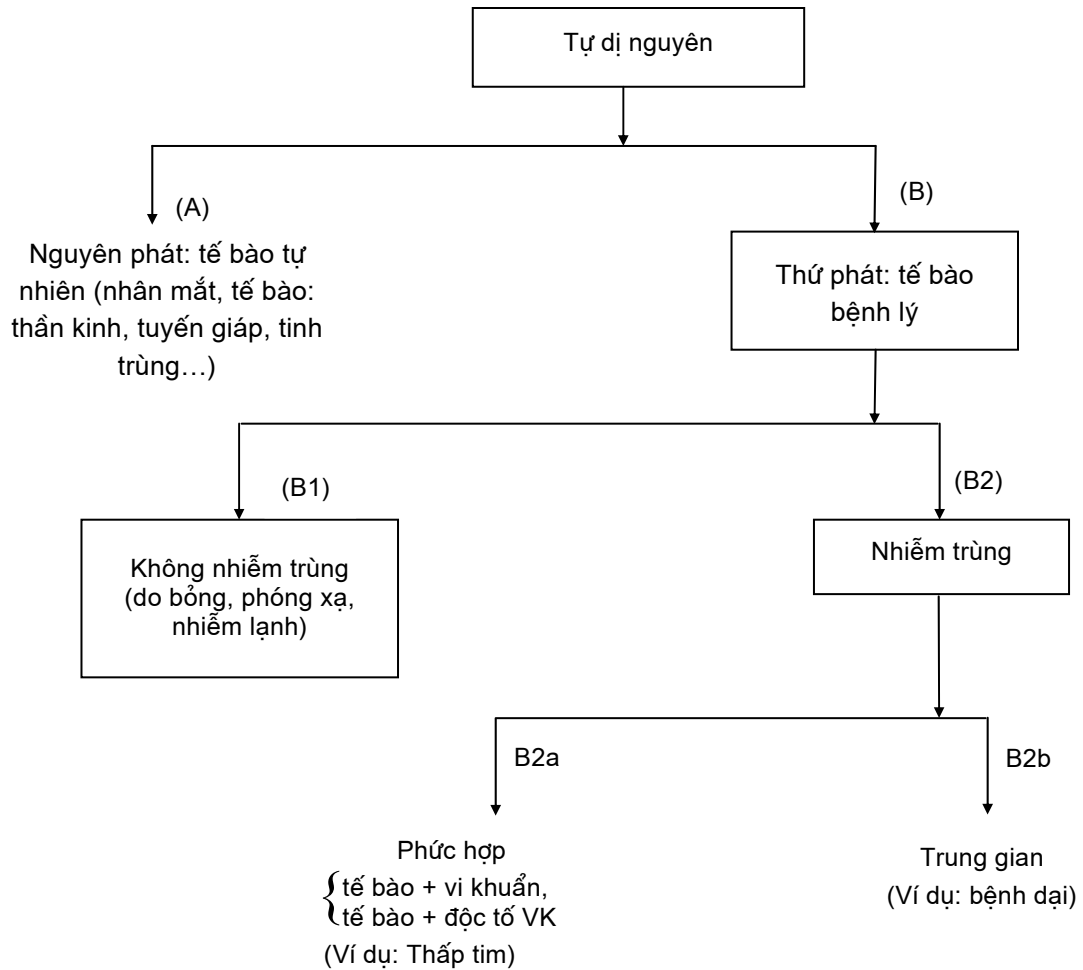 Tự dị nguyên
(A)
(B)
Nguyên phát: tế bào tự
nhiên (nhân mắt, tế bào:
thần kinh, tuyến giáp, tinh
trùng…)
Thứ phát: tế bào
bệnh lý
(B1)
(B2)
Không nhiễm trùng
(do bỏng, phóng xạ,
nhiễm lạnh)
Nhiễm trùng
B2a
B2b
Phức hợp
tế bào + vi khuẩn,
tế bào + độc tố VK
(Ví dụ: Thấp tim)
Trung gian
(Ví dụ: bệnh dại)